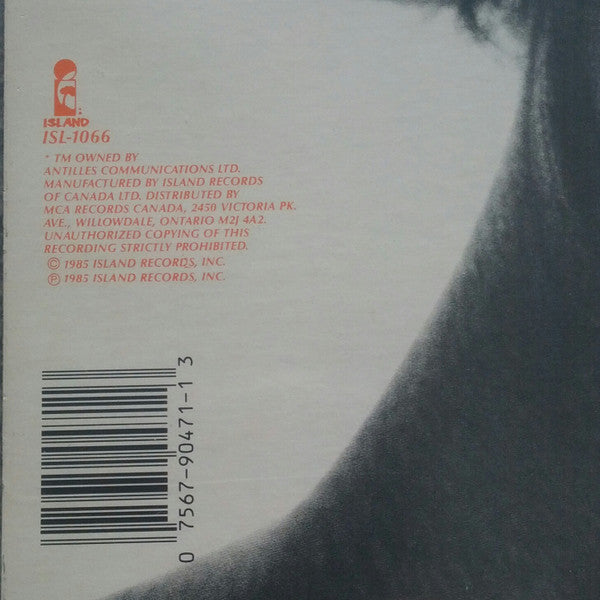 ISLAND
ISL-1066
* TM OWNED BY
ANTILLES COMMUNICATIONS LTD.
MANUFACTURED BY ISLAND RECORDS
OF CANADA LTD. DISTRIBUTED BY
MCA RECORDS CANADA, 2450 VICTORIA PK.
AVE., WILLOWDALE, ONTARIO M2J 4A2.
UNAUTHORIZED COPYING OF THIS
RECORDING STRICTLY PROHIBITED.
© 1985 ISLAND RECORDS, INC.
℗ 1985 ISLAND RECORDS, INC.
0 7567-90471-1 3